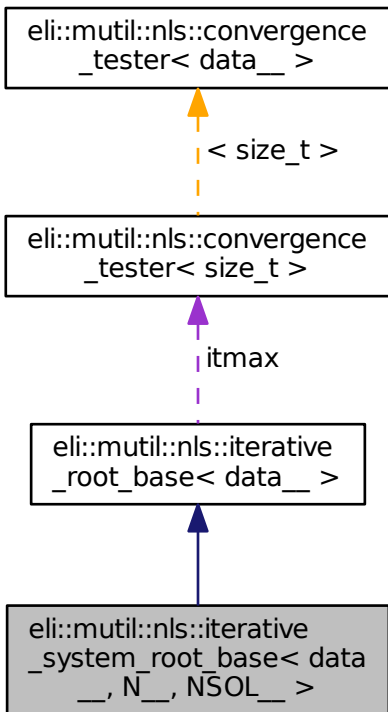 eli::mutil::nls::convergence
_tester< data__ >
< size_t >
eli::mutil::nls::convergence
_tester< size_t >
itmax
eli::mutil::nls::iterative
_root_base< data__ >
eli::mutil::nls::iterative
_system_root_base< data
__, N__, NSOL__ >